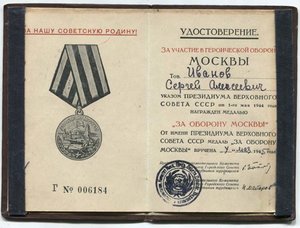 ЗА НАШУ СОВЕТСКУЮ РОДИНУ!
Г № 006184
УДОСТОВЕРЕНИЕ.
ЗА УЧАСТИЕ В ГЕРОИЧЕСКОЙ ОБОРОНЕ
МОСКВЫ
Тов. Иванов
Сергей Алексеевич
УКАЗОМ ПРЕЗИДИУМА ВЕРХОВНОГО
СОВЕТА СССР от 1-го мая 1944 года
НАГРАЖДЕН МЕДАЛЬЮ
„ЗА ОБОРОНУ МОСКВЫ"
От имени ПРЕЗИДИУМА ВЕРХОВНОГО
СОВЕТА СССР МЕДАЛЬ „ЗА ОБОРОНУ
МОСКВЫ" ВРУЧЕНА